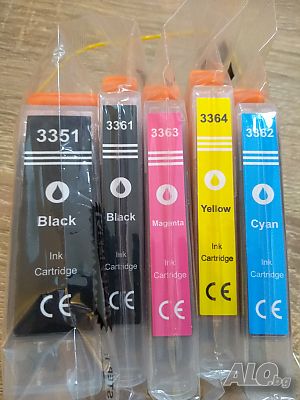 3351
Black
Ink
Cartridge
CE
3361
Black
Ink
Cartridge
CE
3363
Magenta
Ink
Cartridge
CE
3364
Yellow
Ink
Cartridge
CE
3362
Cyan
Ink
Cartridge
CE
ALO.bg